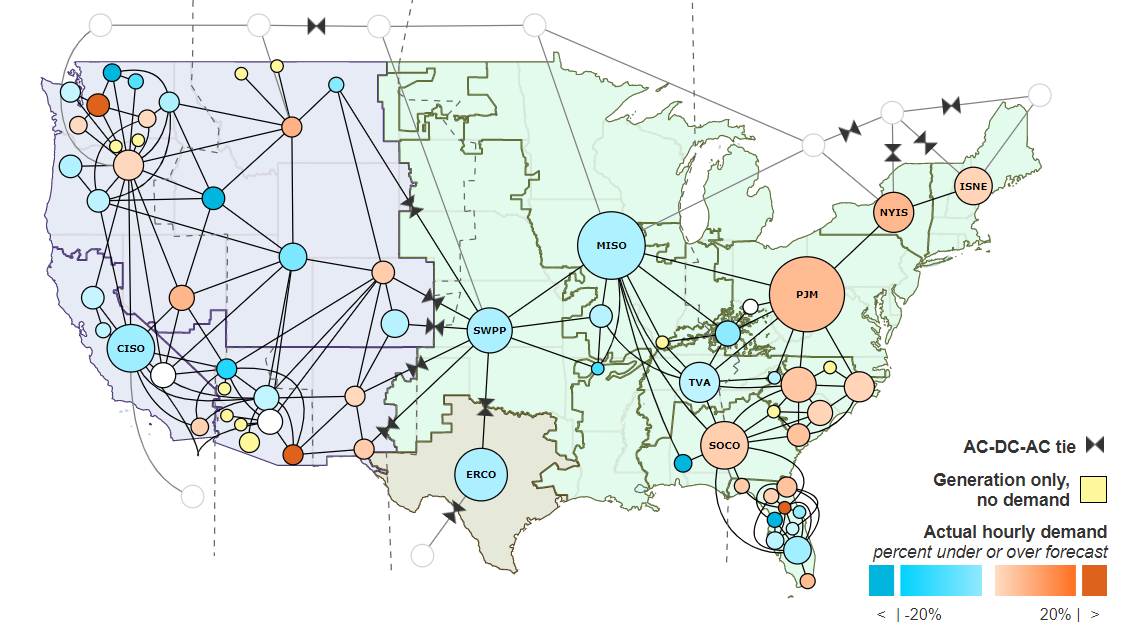 ISNE
NYIS
MISO
PJM
SWPP
CISO
TVA
SOCO
ERCO
AC-DC-AC tie
Generation only,
no demand
Actual hourly demand
percent under or over forecast
< | -20% 20% | >